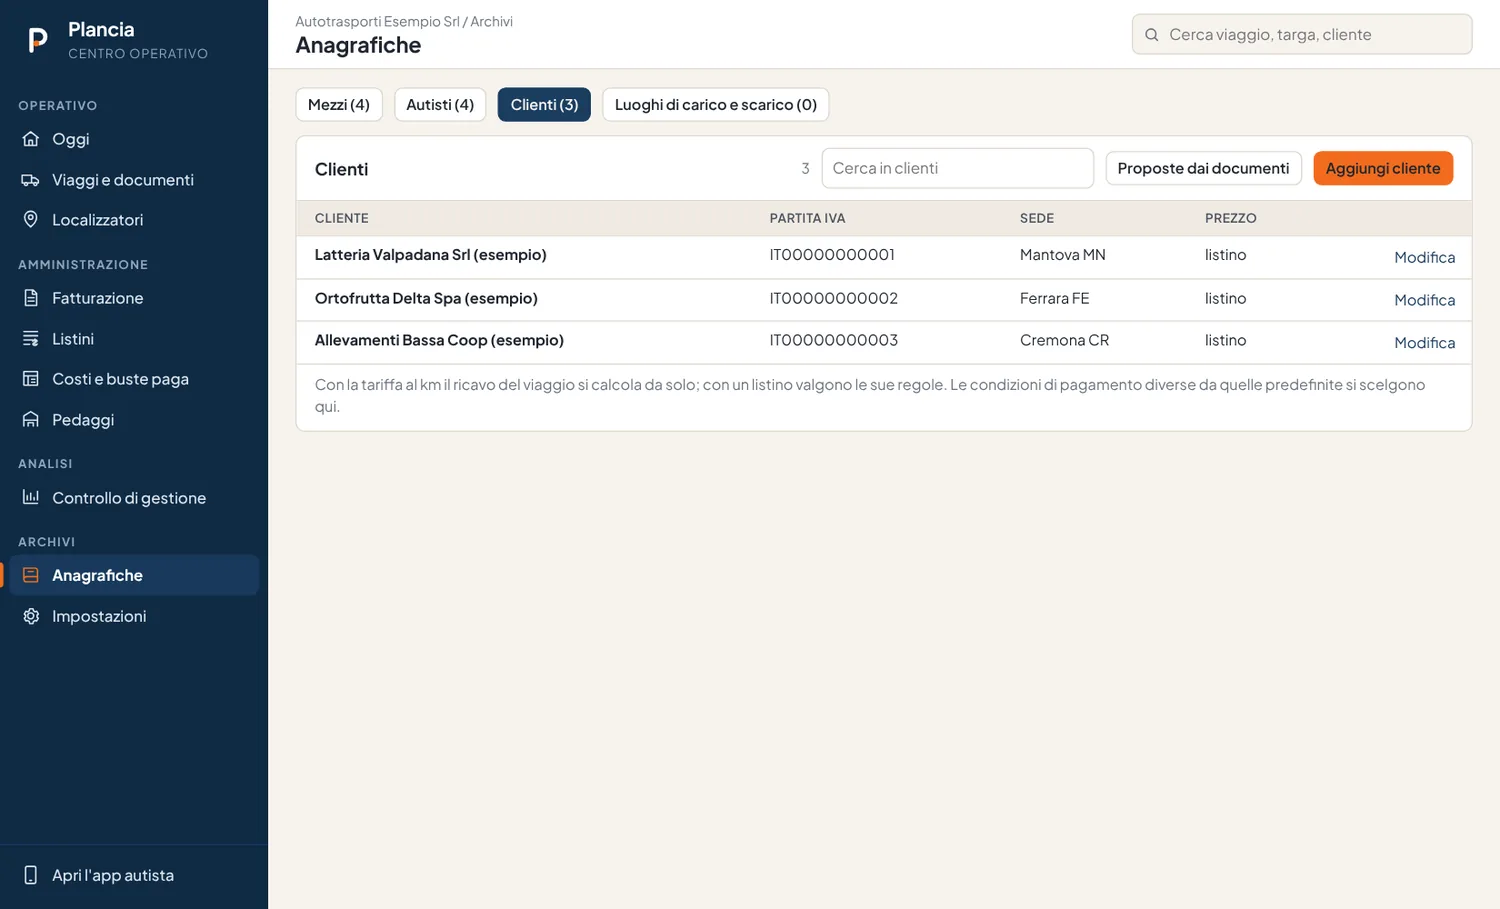 Plancia
CENTRO OPERATIVO
OPERATIVO
Oggi
Viaggi e documenti
Localizzatori
AMMINISTRAZIONE
Fatturazione
Listini
Costi e buste paga
Pedaggi
ANALISI
Controllo di gestione
ARCHIVI
Anagrafiche
Impostazioni
Apri l'app autista
Autotrasporti Esempio Srl / Archivi
Anagrafiche
Cerca viaggio, targa, cliente
Mezzi (4) Autisti (4) Clienti (3) Luoghi di carico e scarico (0)
Clienti 3 Cerca in clienti Proposte dai documenti Aggiungi cliente
CLIENTE PARTITA IVA SEDE PREZZO
Latteria Valpadana Srl (esempio) IT00000000001 Mantova MN listino Modifica
Ortofrutta Delta Spa (esempio) IT00000000002 Ferrara FE listino Modifica
Allevamenti Bassa Coop (esempio) IT00000000003 Cremona CR listino Modifica
Con la tariffa al km il ricavo del viaggio si calcola da solo; con un listino valgono le sue regole. Le condizioni di pagamento diverse da quelle predefinite si scelgono
qui.